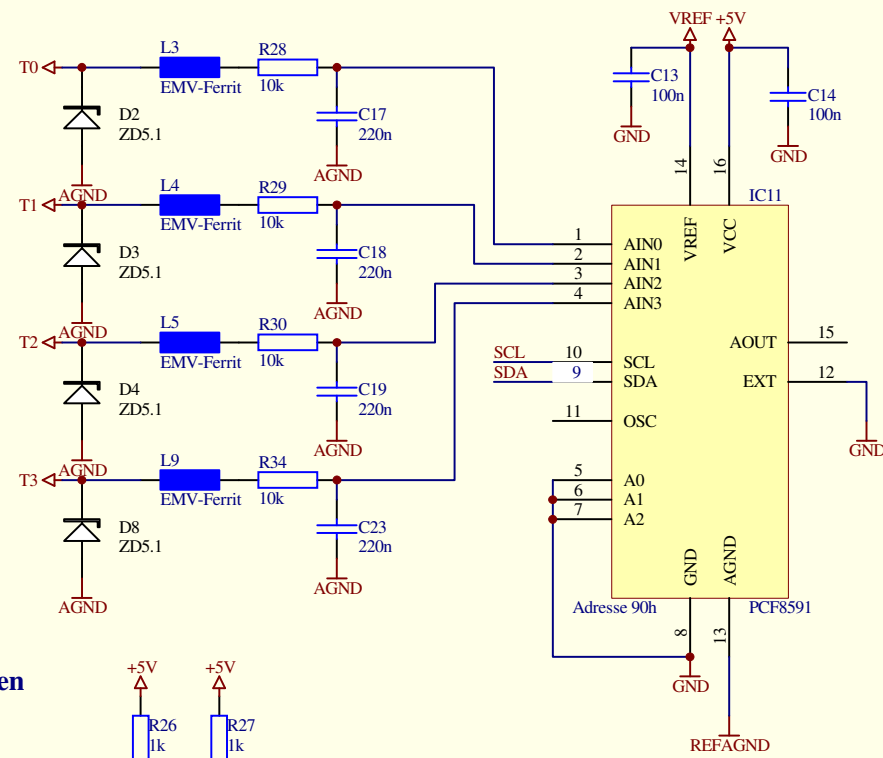 VREF +5V
C13
100n
GND
C14
100n
GND
T0
L3
EMV-Ferrit
R28
10k
D2
ZD5.1
C17
220n
AGND
AGND
T1
L4
EMV-Ferrit
R29
10k
D3
ZD5.1
C18
220n
AGND
AGND
T2
L5
EMV-Ferrit
R30
10k
D4
ZD5.1
C19
220n
AGND
AGND
T3
L9
EMV-Ferrit
R34
10k
D8
ZD5.1
C23
220n
AGND
AGND
14
16
IC11
VREF
VCC
1 AIN0
2 AIN1
3 AIN2
4 AIN3
SCL 10 SCL
SDA 9 SDA
11 OSC
5 A0
6 A1
7 A2
AOUT 15
EXT 12
GND
GND
AGND
Adresse 90h
PCF8591
8
13
GND
REFAGND
en
+5V
+5V
R26
1k
R27
1k